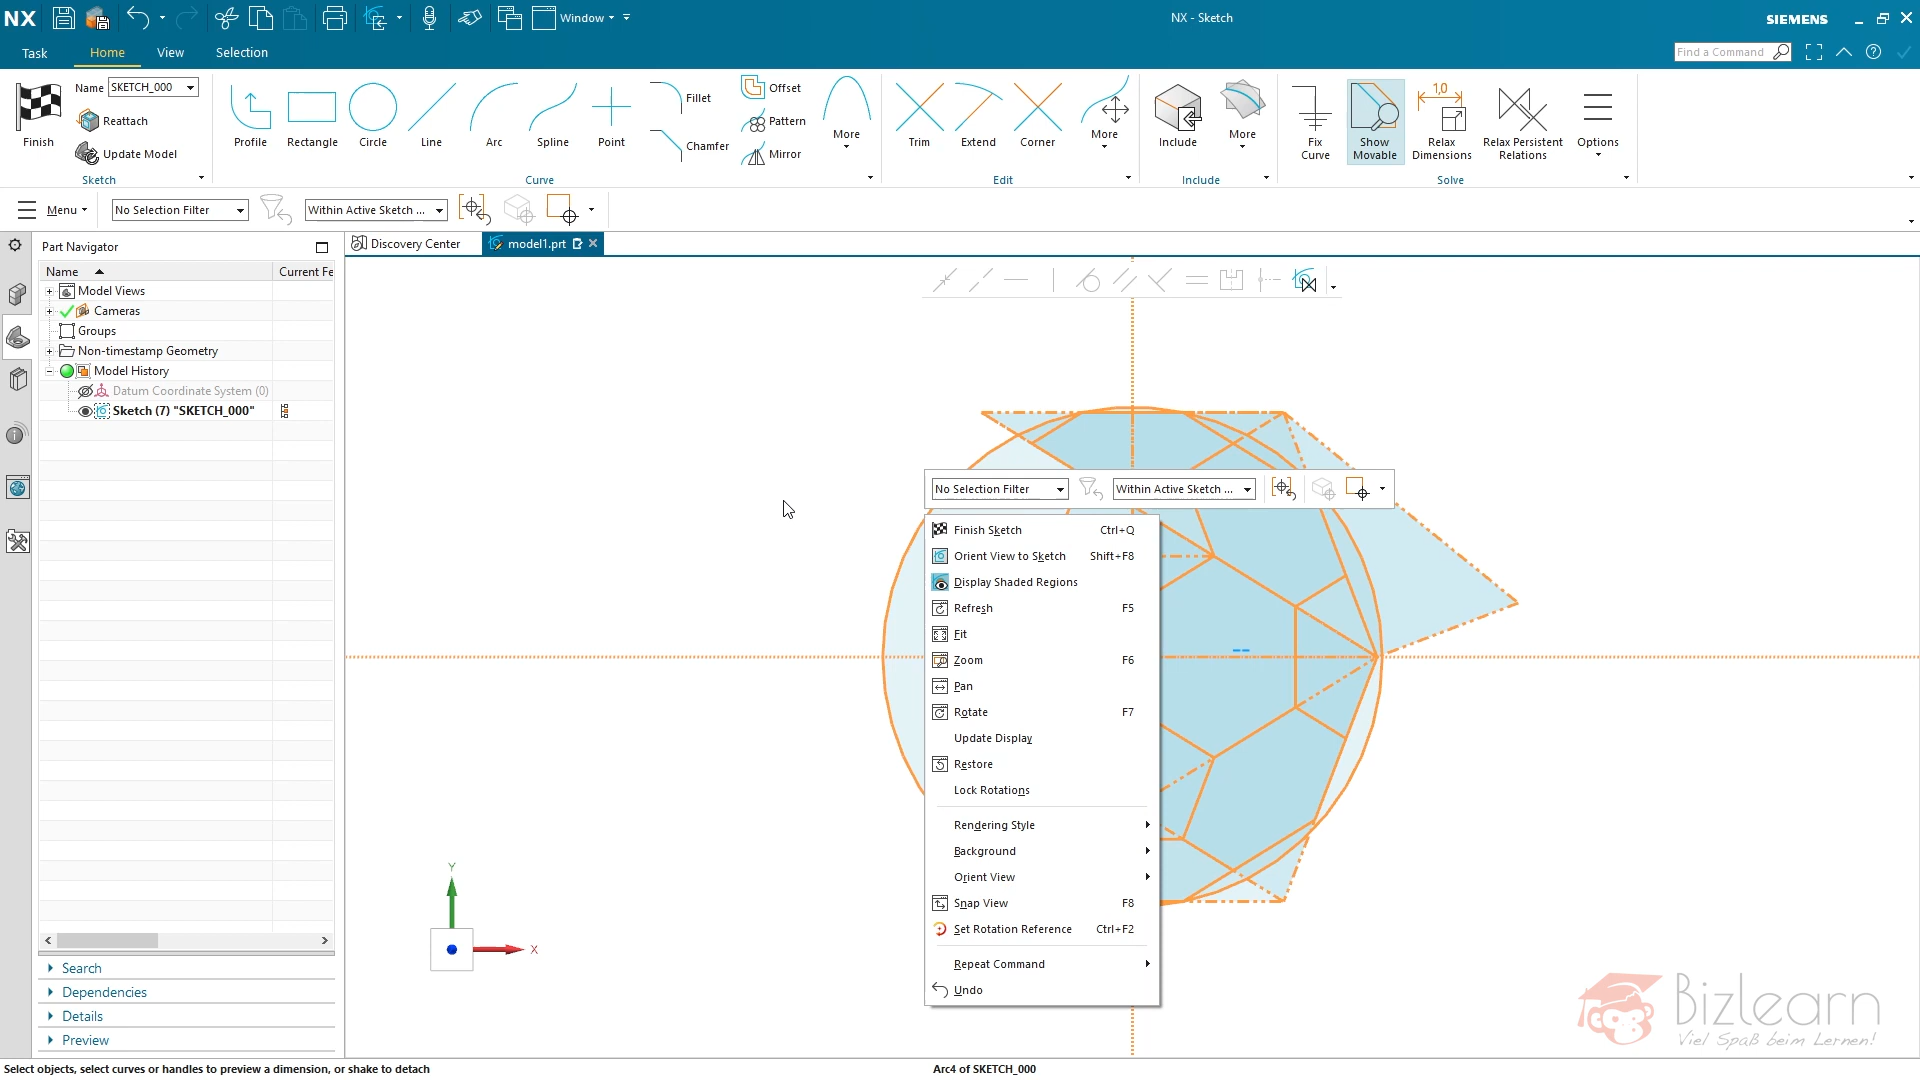 NX
Window
NX - Sketch
SIEMENS
Task
Home
View
Selection
Find a Command
Finish
Name
SKETCH_000
Reattach
Update Model
Sketch
Profile
Rectangle
Circle
Line
Arc
Spline
Point
Fillet
Chamfer
Offset
Pattern
Mirror
More
Curve
Trim
Extend
Corner
More
Edit
Include
More
Include
Fix
Curve
Show
Movable
1,0
Relax
Dimensions
Relax Persistent
Relations
Options
Solve
Menu
No Selection Filter
Within Active Sketch ...
Part Navigator
Discovery Center
model1.prt
Name
Current Fe
Model Views
Cameras
Groups
Non-timestamp Geometry
Model History
Datum Coordinate System (0)
Sketch (7) "SKETCH_000"
Search
Dependencies
Details
Preview
No Selection Filter
Within Active Sketch ...
Finish Sketch Ctrl+Q
Orient View to Sketch Shift+F8
Display Shaded Regions
Refresh F5
Fit
Zoom F6
Pan
Rotate F7
Update Display
Restore
Lock Rotations
Rendering Style
Background
Orient View
Snap View F8
Set Rotation Reference Ctrl+F2
Repeat Command
Undo
Y
X
Bizlearn
Viel Spaß beim Lernen!
Select objects, select curves or handles to preview a dimension, or shake to detach
Arc4 of SKETCH_000